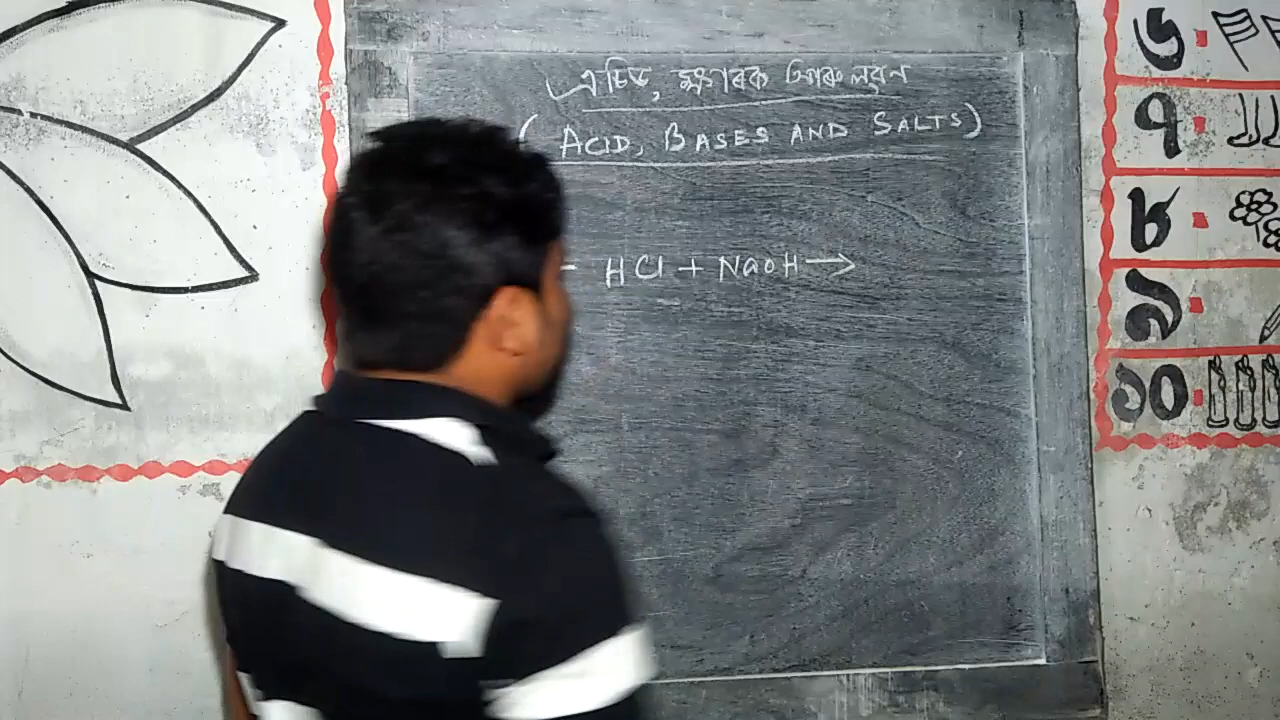 এচিড, ক্ষাৰক আৰু লৱণ
(ACID, BASES AND SALTS)
- HCl + NaOH →
৬
৭
৮
৯
১০